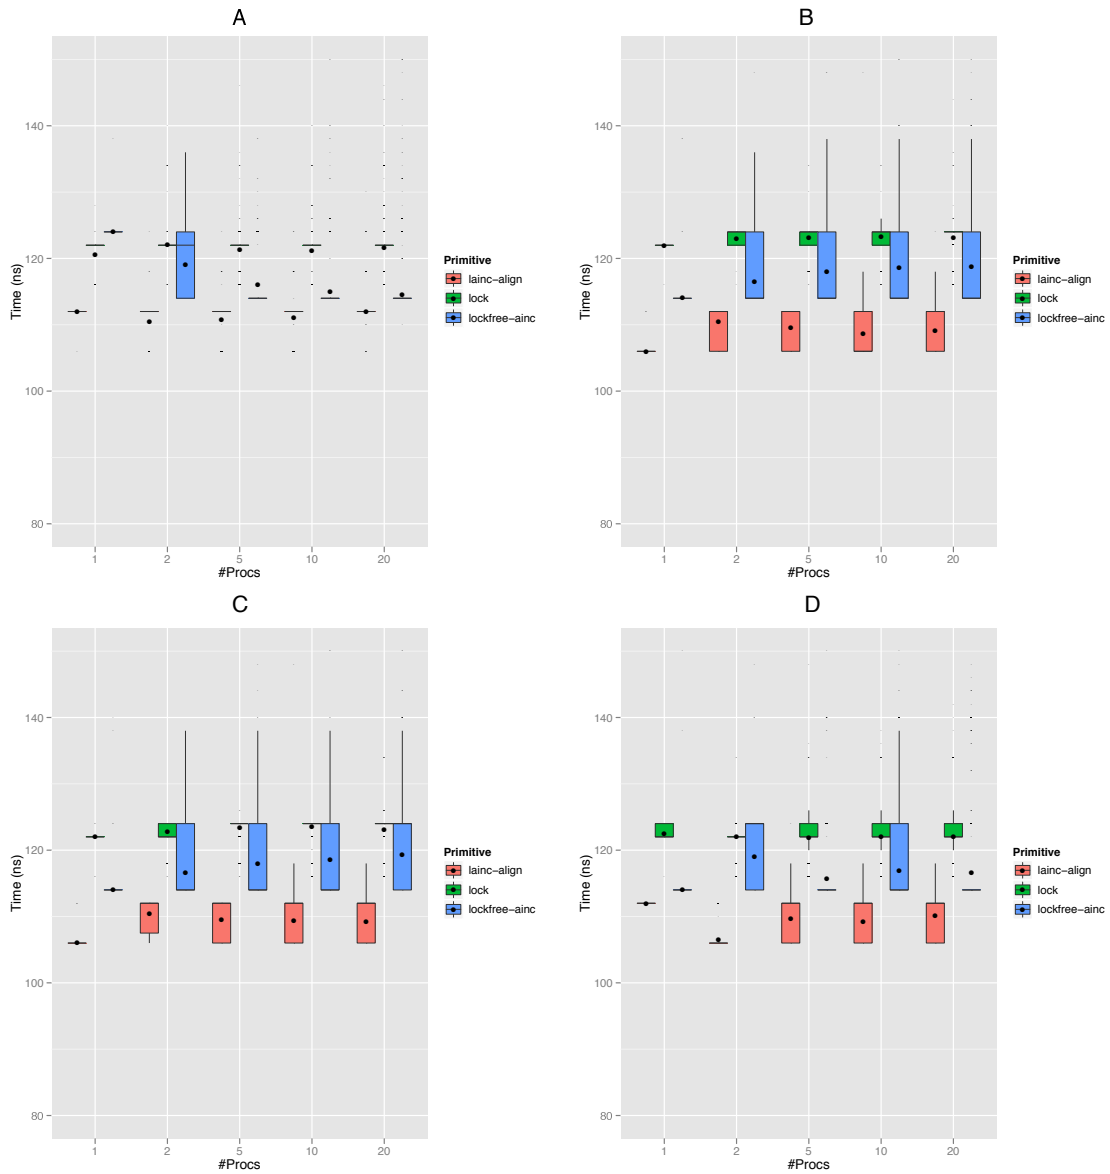 A
Time (ns)
140
120
100
80
1 2 5 10 20
#Procs
Primitive
lainc-align
lock
lockfree-ainc
B
Time (ns)
140
120
100
80
1 2 5 10 20
#Procs
Primitive
lainc-align
lock
lockfree-ainc
C
Time (ns)
140
120
100
80
1 2 5 10 20
#Procs
Primitive
lainc-align
lock
lockfree-ainc
D
Time (ns)
140
120
100
80
1 2 5 10 20
#Procs
Primitive
lainc-align
lock
lockfree-ainc